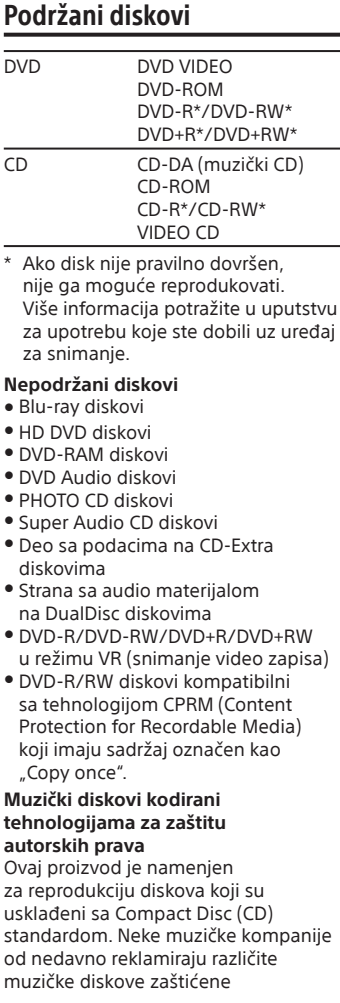 Podržani diskovi
DVD DVD VIDEO
DVD-ROM
DVD-R*/DVD-RW*
DVD+R*/DVD+RW*
CD CD-DA (muzički CD)
CD-ROM
CD-R*/CD-RW*
VIDEO CD
* Ako disk nije pravilno dovršen,
nije ga moguće reprodukovati.
Više informacija potražite u uputstvu
za upotrebu koje ste dobili uz uređaj
za snimanje.
Nepodržani diskovi
• Blu-ray diskovi
• HD DVD diskovi
• DVD-RAM diskovi
• DVD Audio diskovi
• PHOTO CD diskovi
• Super Audio CD diskovi
• Deo sa podacima na CD-Extra
diskovima
• Strana sa audio materijalom
na DualDisc diskovima
• DVD-R/DVD-RW/DVD+R/DVD+RW
u režimu VR (snimanje video zapisa)
• DVD-R/RW diskovi kompatibilni
sa tehnologijom CPRM (Content
Protection for Recordable Media)
koji imaju sadržaj označen kao
„Copy once“.
Muzički diskovi kodirani
tehnologijama za zaštitu
autorskih prava
Ovaj proizvod je namenjen
za reprodukciju diskova koji su
usklađeni sa Compact Disc (CD)
standardom. Neke muzičke kompanije
od nedavno reklamiraju različite
muzičke diskove zaštićene